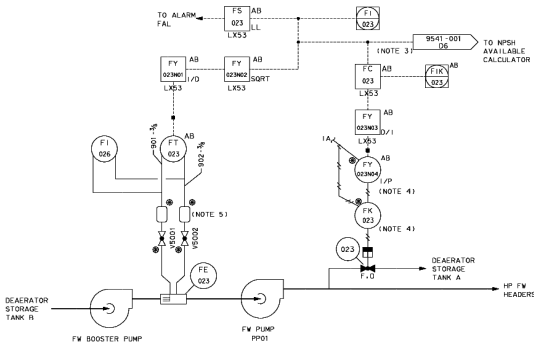 TO ALARM
FAL
FS
023
AB
LL
LX53
FI
023
AB
(NOTE 3)
9541-001
D6
TO NPSH
AVAILABLE
CALCULATOR
FY
023N01
AB
I/D
LX53
FY
023N02
AB
SQRT
LX53
FC
023
AB
LX53
FIK
023
AB
FY
023N03
AB
D/I
LX53
FI
026
901-3/8
FT
023
AB
902-3/8
IA
FY
023N04
AB
I/P
(NOTE 4)
(NOTE 5)
FK
023
(NOTE 4)
V5001
V5002
023
F.O
FE
023
DEAERATOR
STORAGE
TANK A
DEAERATOR
STORAGE
TANK B
HP FW
HEADERS
FW BOOSTER PUMP
FW PUMP
PP01